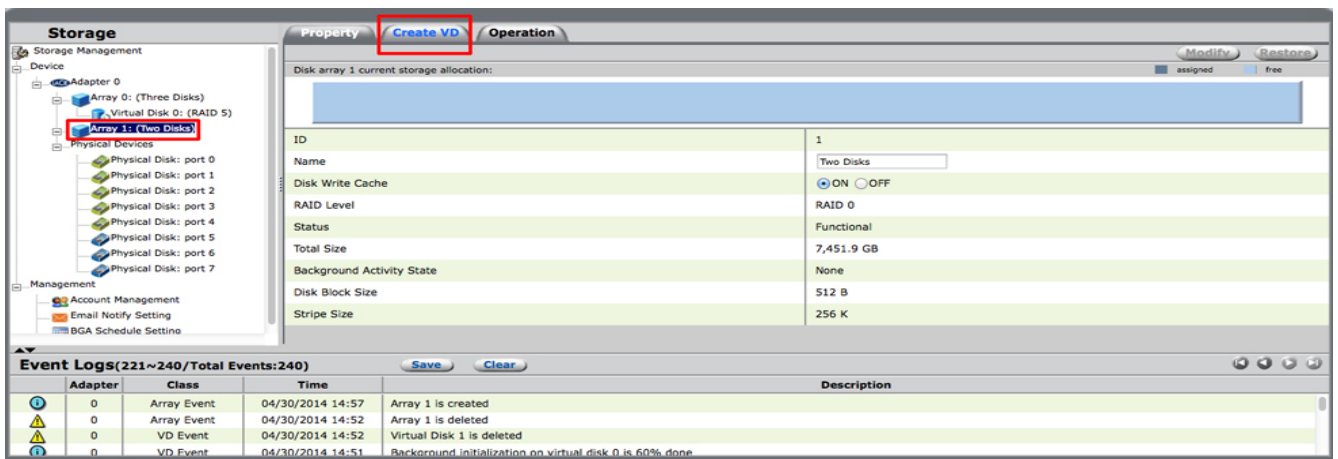 Storage
Property Create VD Operation
Storage Management
Device
Adapter 0
Array 0: (Three Disks)
Virtual Disk 0: (RAID 5)
Array 1: (Two Disks)
Physical Devices
Physical Disk: port 0
Physical Disk: port 1
Physical Disk: port 2
Physical Disk: port 3
Physical Disk: port 4
Physical Disk: port 5
Physical Disk: port 6
Physical Disk: port 7
Management
Account Management
Email Notify Setting
BGA Schedule Setting
Modify Restore
Disk array 1 current storage allocation: assigned free
ID 1
Name Two Disks
Disk Write Cache ON OFF
RAID Level RAID 0
Status Functional
Total Size 7,451.9 GB
Background Activity State None
Disk Block Size 512 B
Stripe Size 256 K
Event Logs(221~240/Total Events:240) Save Clear
Adapter Class Time Description
0 Array Event 04/30/2014 14:57 Array 1 is created
0 Array Event 04/30/2014 14:52 Array 1 is deleted
0 VD Event 04/30/2014 14:52 Virtual Disk 1 is deleted
0 VD Event 04/30/2014 14:51 Background initialization on virtual disk 0 is 60% done